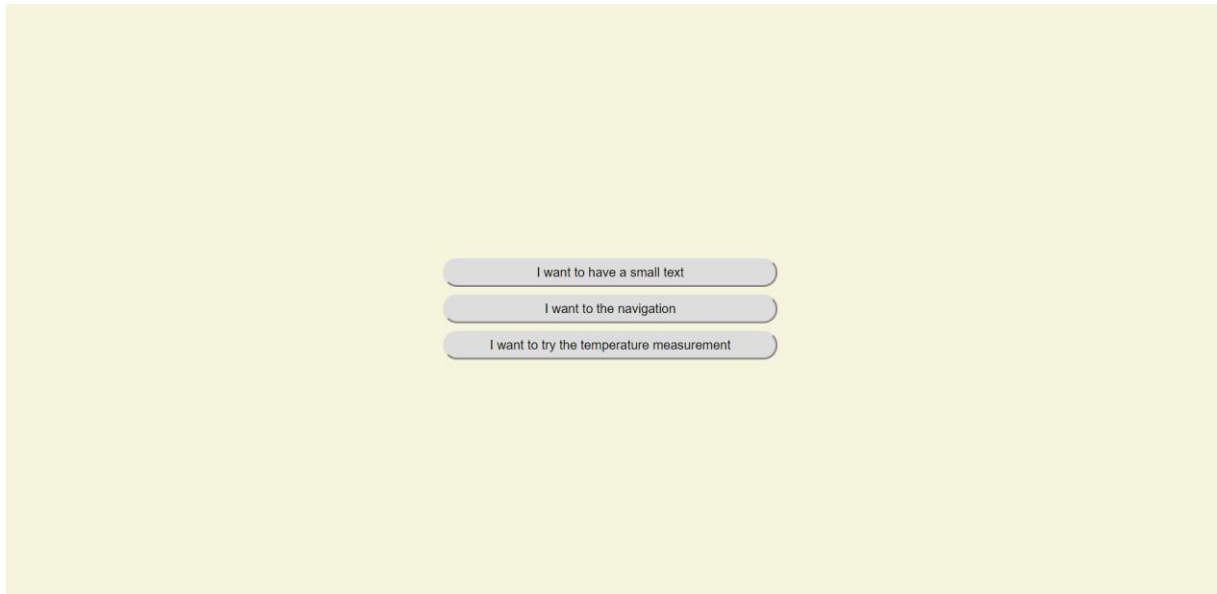 I want to have a small text
I want to the navigation
I want to try the temperature measurement